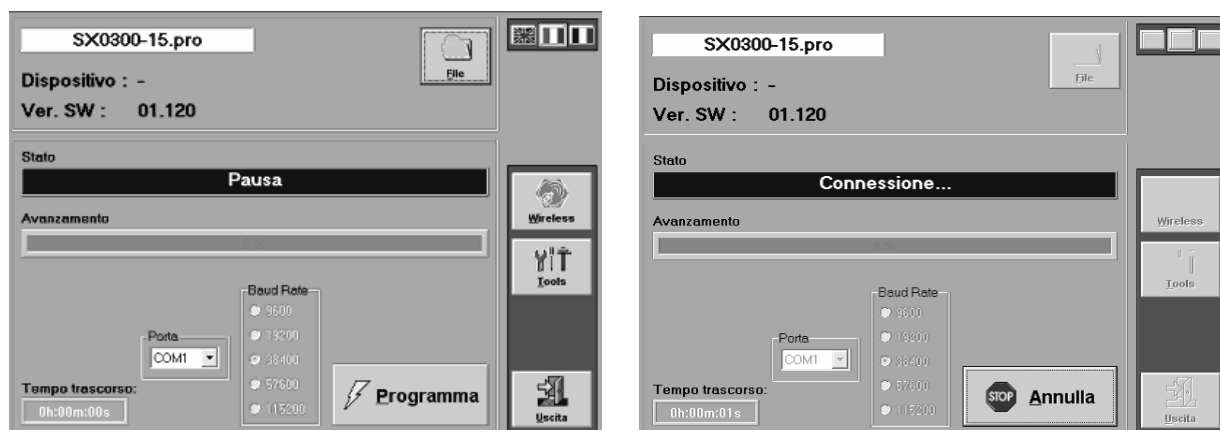 SX0300-15.pro
File
Dispositivo : -
Ver. SW : 01.120
Stato
Pausa
Avanzamento
0 %
Wireless
Tools
Baud Rate
9600
19200
38400
57600
115200
Porta
COM1
Tempo trascorso:
0h:00m:00s
Programma
Uscita
SX0300-15.pro
File
Dispositivo : -
Ver. SW : 01.120
Stato
Connessione...
Avanzamento
0 %
Wireless
Tools
Baud Rate
9600
19200
38400
57600
115200
Porta
COM1
Tempo trascorso:
0h:00m:01s
STOP
Annulla
Uscita